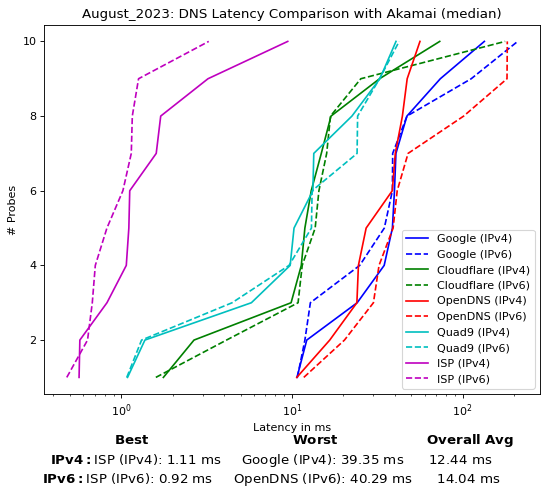 August_2023: DNS Latency Comparison with Akamai (median)
10
8
6
4
2
# Probes
Google (IPv4)
Google (IPv6)
Cloudflare (IPv4)
Cloudflare (IPv6)
OpenDNS (IPv4)
OpenDNS (IPv6)
Quad9 (IPv4)
Quad9 (IPv6)
ISP (IPv4)
ISP (IPv6)
10⁰ 10¹ 10²
Latency in ms
Best Worst Overall Avg
IPv4: ISP (IPv4): 1.11 ms Google (IPv4): 39.35 ms 12.44 ms
IPv6: ISP (IPv6): 0.92 ms OpenDNS (IPv6): 40.29 ms 14.04 ms